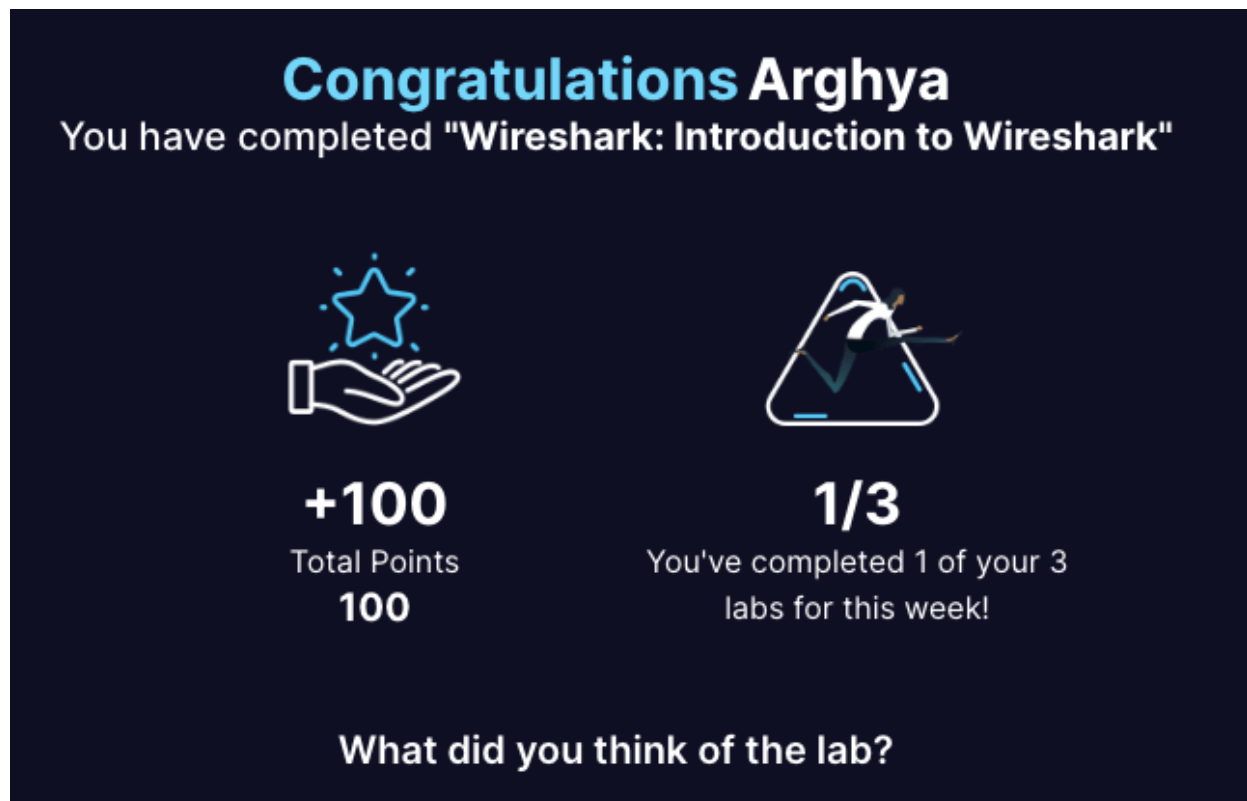 Congratulations Arghya
You have completed "Wireshark: Introduction to Wireshark"
+100
Total Points
100
1/3
You've completed 1 of your 3
labs for this week!
What did you think of the lab?